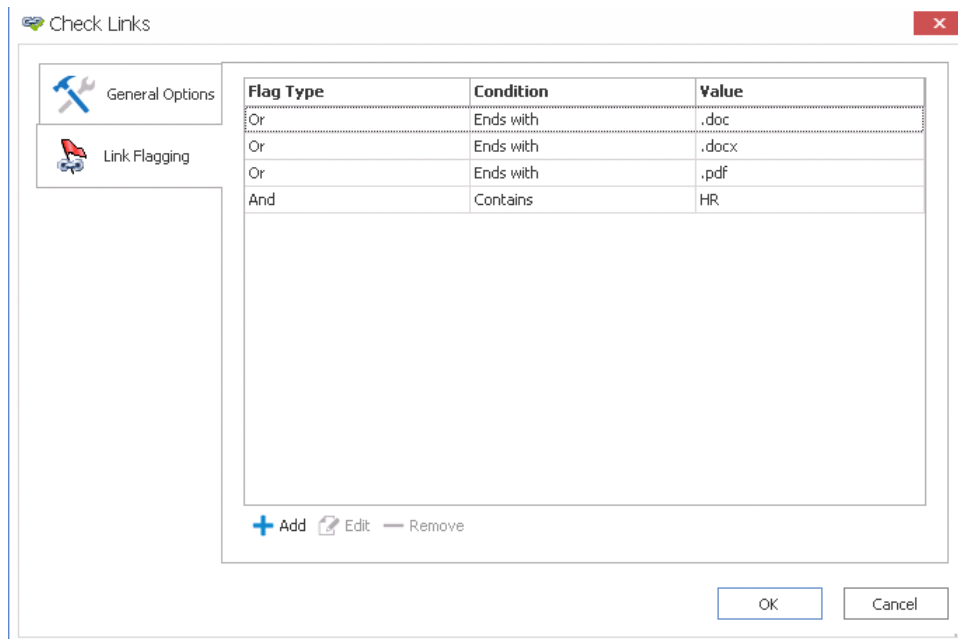 Check Links
General Options
Link Flagging
Flag Type Condition Value
Or Ends with .doc
Or Ends with .docx
Or Ends with .pdf
And Contains HR
Add Edit Remove
OK Cancel